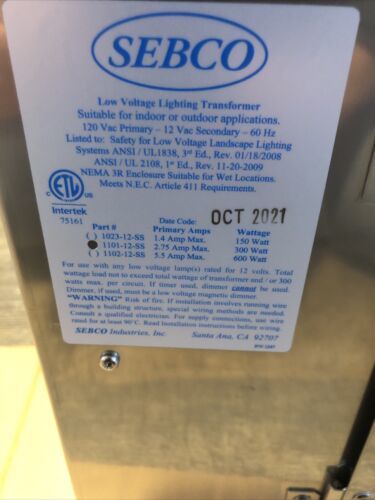 SEBCO
Low Voltage Lighting Transformer
Suitable for indoor or outdoor applications.
120 Vac Primary – 12 Vac Secondary – 60 Hz
Listed to: Safety for Low Voltage Landscape Lighting
Systems ANSI / UL1838, 3rd Ed., Rev. 01/18/2008
ANSI / UL 2108, 1st Ed., Rev. 11-20-2009
NEMA 3R Enclosure Suitable for Wet Locations.
Meets N.E.C. Article 411 Requirements.
C ETL US
Intertek
75161
Date Code: OCT 2021
Part # Primary Amps Wattage
( ) 1023-12-SS 1.4 Amp Max. 150 Watt
1101-12-SS 2.75 Amp Max. 300 Watt
( ) 1102-12-SS 5.5 Amp Max. 600 Watt
For use with any low voltage lamp(s) rated for 12 volts. Total
wattage load not to exceed total wattage of transformer and / or 300
watts max. per circuit. If timer used, dimmer cannot be used.
Dimmer, if used, must be a low voltage magnetic dimmer.
"WARNING" Risk of fire. If installation involves running wire
through a building structure, special wiring methods are needed.
Consult a qualified electrician. For supply connections, use wire
rated for at least 90°C. Read Installation instructions before wiring.
SEBCO Industries, Inc. Santa Ana, CA 92707